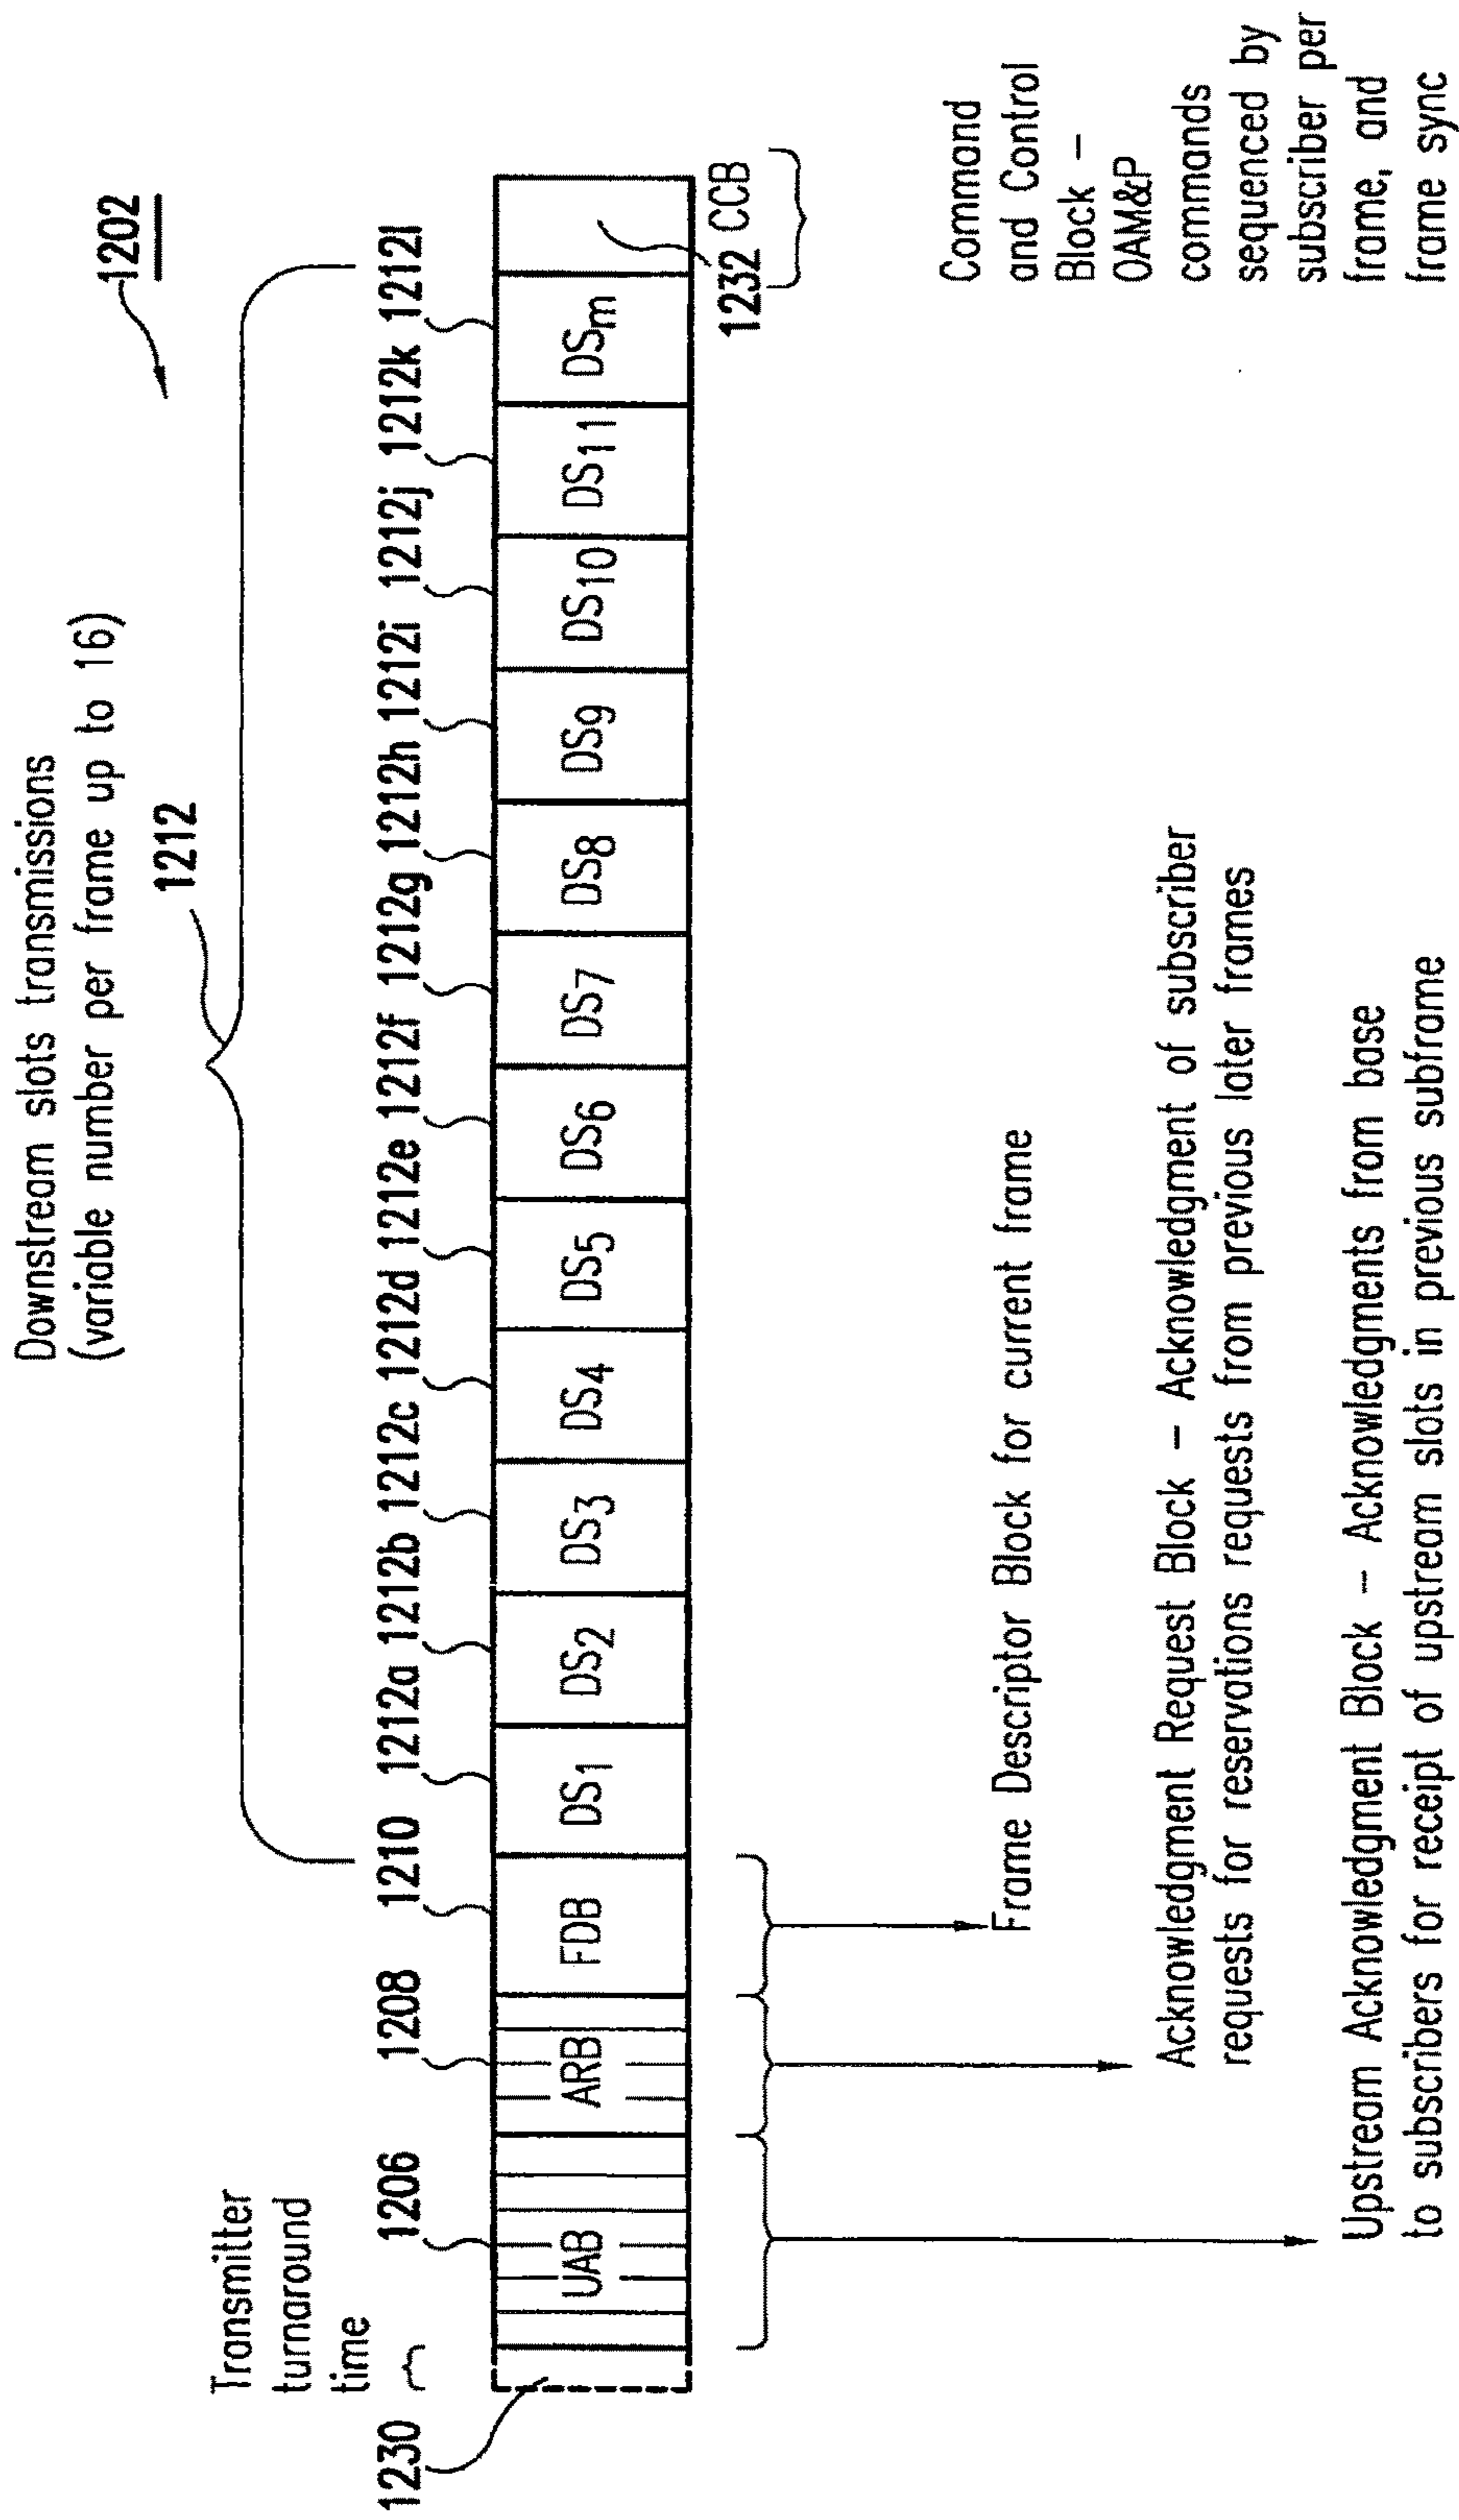 Downstream slots transmissions
(variable number per frame up to 16)
1202
1212
Transmitter
turnaround
time
1230
1206
1208
1210
1212a
1212b
1212c
1212d
1212e
1212f
1212g
1212h
1212i
1212j
1212k
1212l
UAB
ARB
FDB
DS1
DS2
DS3
DS4
DS5
DS6
DS7
DS8
DS9
DS10
DS11
DSm
1232
CCB
Frame Descriptor Block for current frame
Acknowledgment Request Block – Acknowledgment of subscriber
requests for reservations requests from previous later frames
Upstream Acknowledgment Block – Acknowledgments from base
to subscribers for receipt of upstream slots in previous subframe
Command
and Control
Block –
OAM&P
commands
sequenced by
subscriber per
frame, and
frame sync